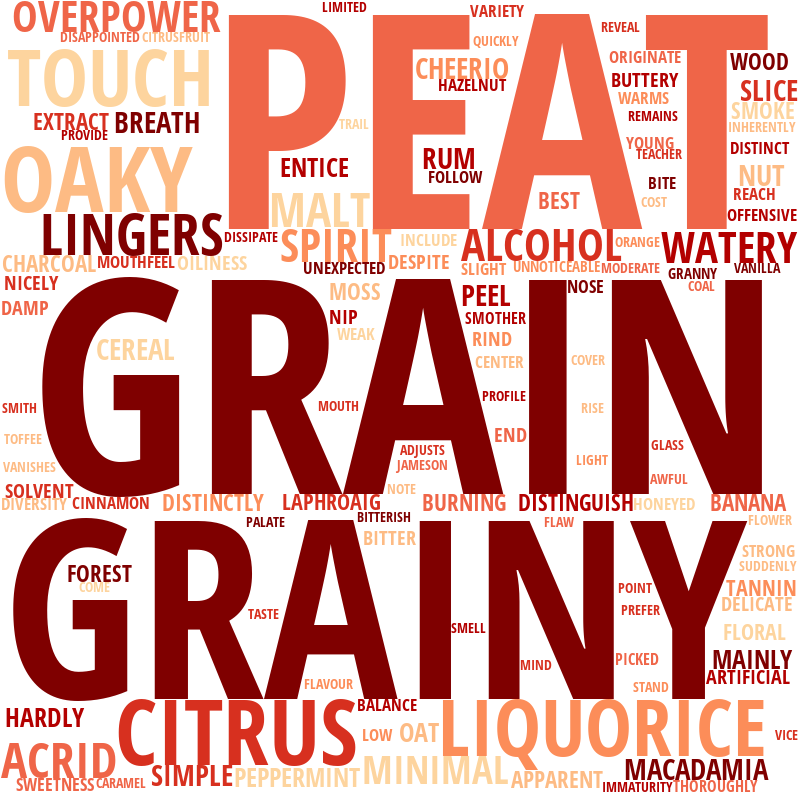 OVERPOWER
LIMITED
VARIETY
REVEAL
DISAPPOINTED
CITRUSFRUIT
PEAT
QUICKLY
TOUCH
CHEERIO
ORIGINATE
WOOD
HAZELNUT
BUTTERY
SLICE
WARMS
SMOKE
EXTRACT
BREATH
TRAIL
REMAINS
INHERENTLY
PROVIDE
YOUNG
TEACHER
DISTINCT
OAKY
ENTICE
RUM
FOLLOW
BITE
NUT
REACH
COST
MALT
BEST
OFFENSIVE
LINGERS
DISSIPATE
SPIRIT
INCLUDE
ALCOHOL
ORANGE
WATERY
CHARCOAL
MOUTHFEEL
OILINESS
UNEXPECTED
DESPITE
SLIGHT
UNNOTICEABLE
MODERATE
GRANNY
VANILLA
NICELY
MOSS
PEEL
NOSE
COAL
DAMP
NIP
SMOTHER
WEAK
RIND
CEREAL
GRAIN
CENTER
COVER
PROFILE
SMITH
MOUTH
RISE
TOFFEE
END
ADJUSTS
GLASS
VANISHES
JAMESON
LIGHT
AWFUL
SOLVENT
NOTE
DIVERSITY
CINNAMON
DISTINCTLY
LAPHROAIG
BURNING
DISTINGUISH
HONEYED
BANANA
PALATE
BITTERISH
FLAW
FLOWER
BITTER
STRONG
FOREST
SUDDENLY
COME
GRAINY
POINT
TANNIN
TASTE
PREFER
DELICATE
SMELL
FLORAL
MIND
PICKED
MAINLY
FLAVOUR
STAND
ARTIFICIAL
HARDLY
CITRUS
BALANCE
LOW
OAT
LIQUORICE
VICE
ACRID
SIMPLE
PEPPERMINT
MINIMAL
APPARENT
MACADAMIA
SWEETNESS
CARAMEL
IMMATURITY
THOROUGHLY